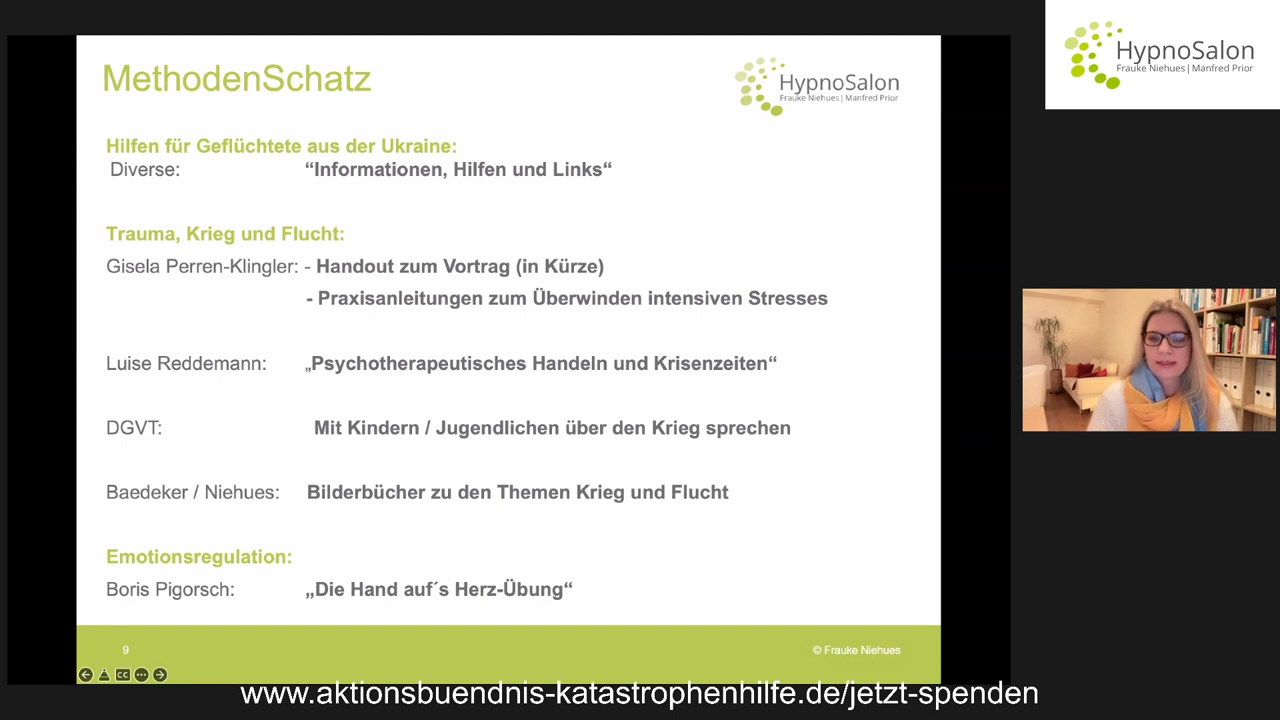 MethodenSchatz
HypnoSalon
Frauke Niehues | Manfred Prior
Hilfen für Geflüchtete aus der Ukraine:
Diverse: “Informationen, Hilfen und Links“
Trauma, Krieg und Flucht:
Gisela Perren-Klingler: - Handout zum Vortrag (in Kürze)
- Praxisanleitungen zum Überwinden intensiven Stresses
Luise Reddemann: „Psychotherapeutisches Handeln und Krisenzeiten“
DGVT: Mit Kindern / Jugendlichen über den Krieg sprechen
Baedeker / Niehues: Bilderbücher zu den Themen Krieg und Flucht
Emotionsregulation:
Boris Pigorsch: „Die Hand auf´s Herz-Übung“
9
© Frauke Niehues
CC
www.aktionsbuendnis-katastrophenhilfe.de/jetzt-spenden
HypnoSalon
Frauke Niehues | Manfred Prior